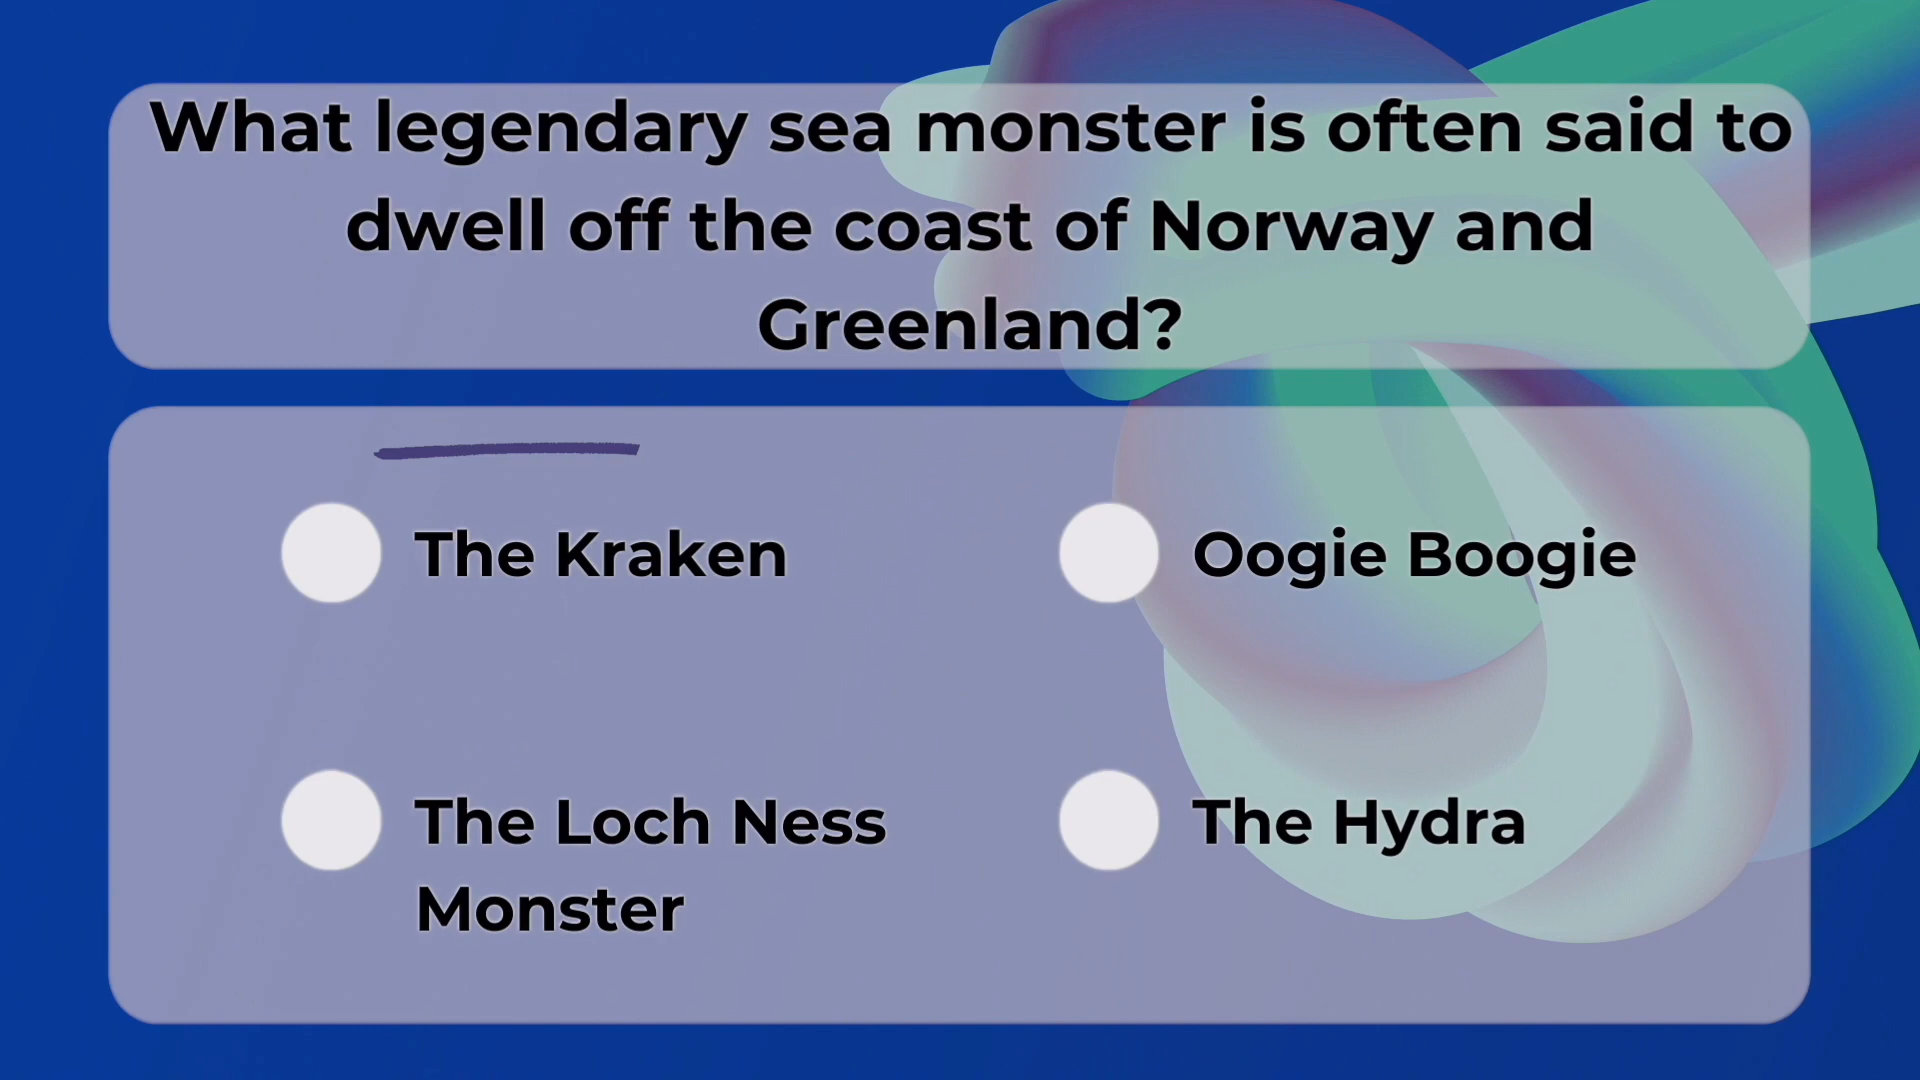 What legendary sea monster is often said to
dwell off the coast of Norway and
Greenland?
The Kraken
Oogie Boogie
The Loch Ness
Monster
The Hydra